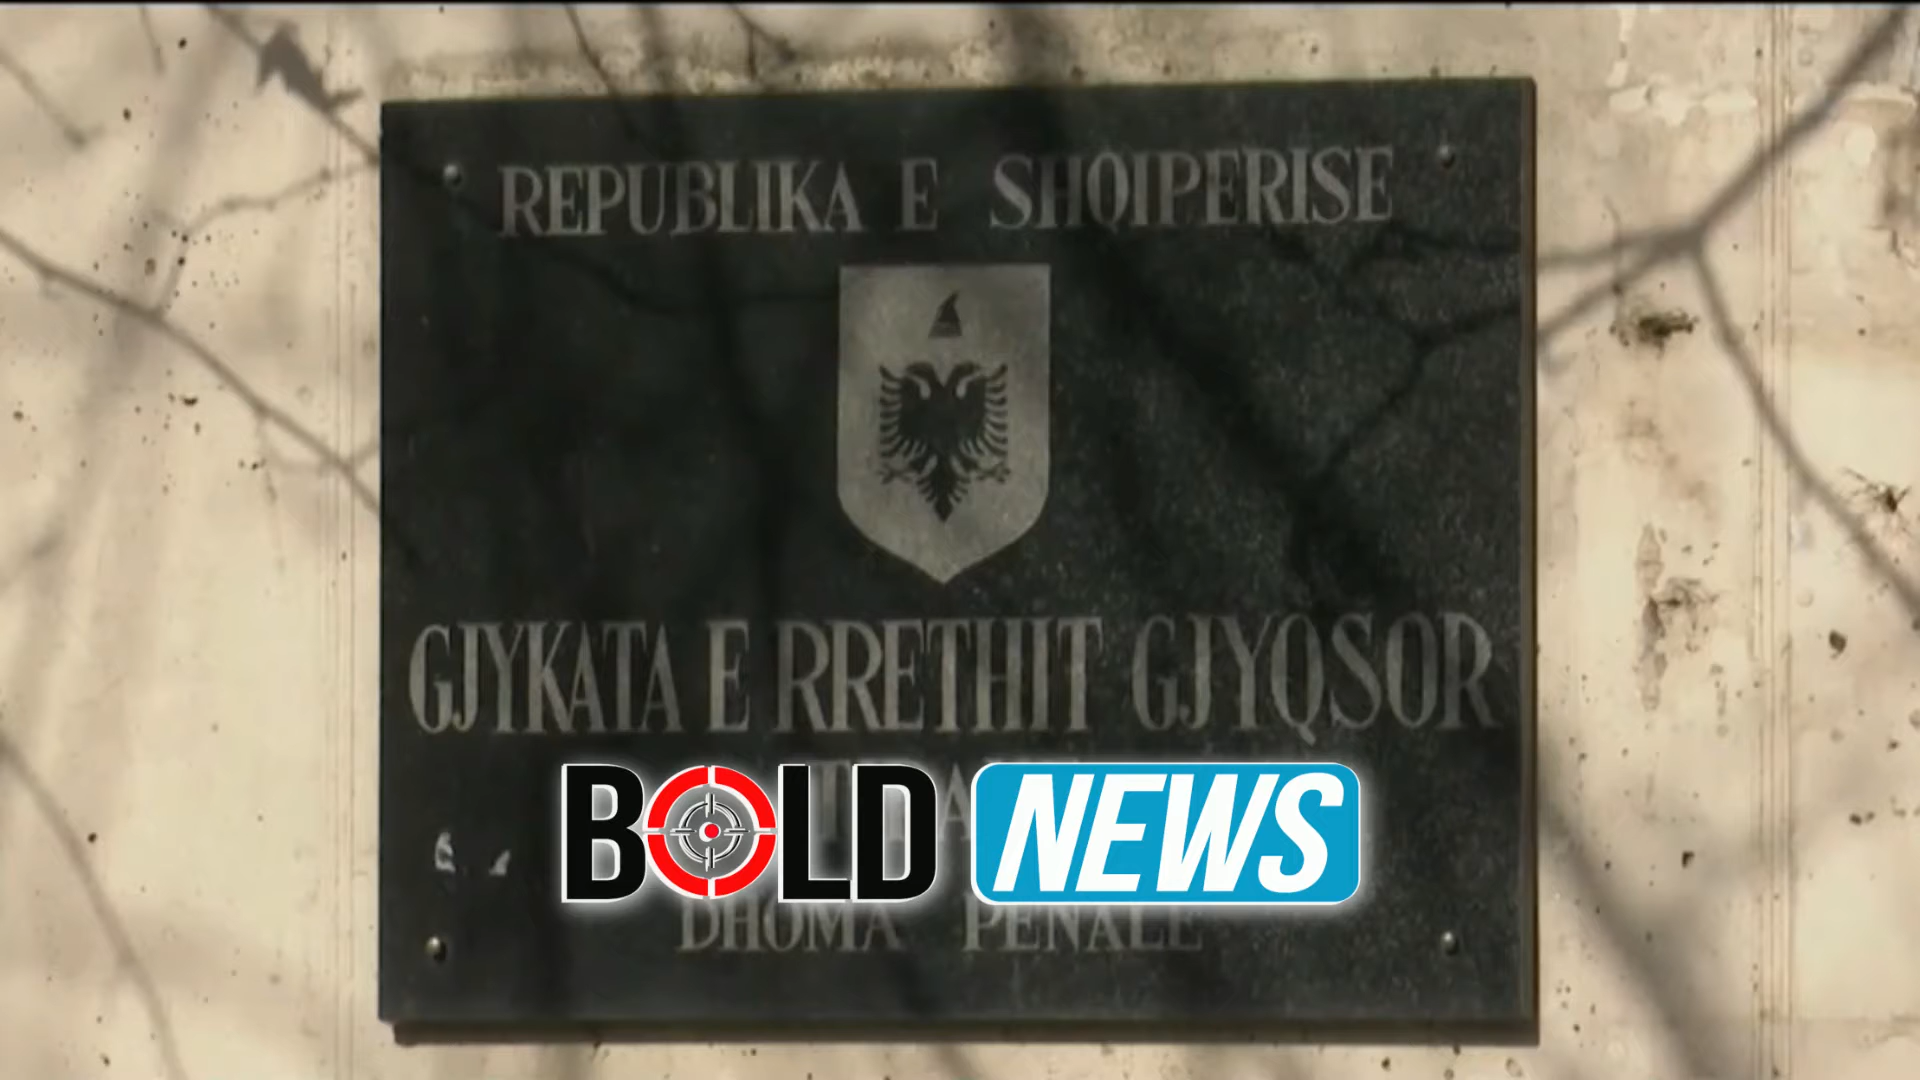 REPUBLIKA E SHQIPERISE
GJYKATA E RRETHIT GJYQSOR
BOLD NEWS
DHOMA PENALE